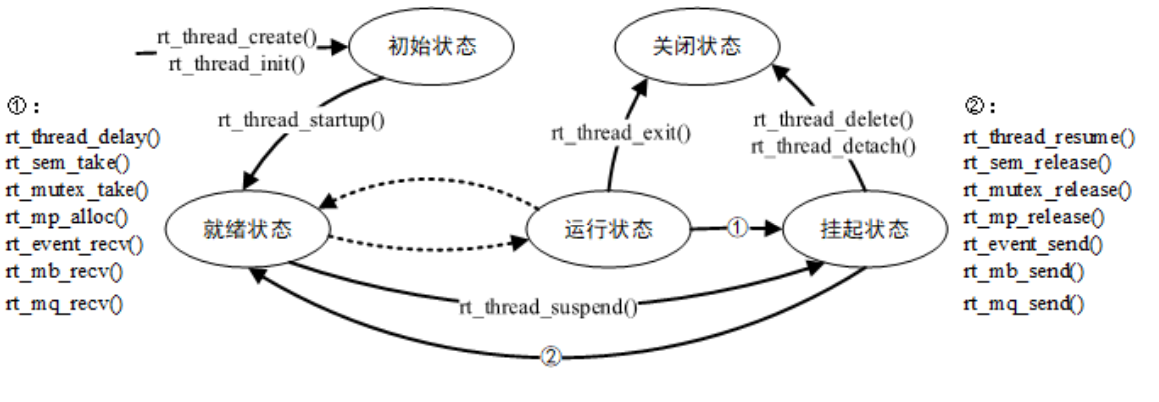 rt_thread_create()
rt_thread_init()
初始状态
关闭状态
①：
rt_thread_delay()
rt_sem_take()
rt_mutex_take()
rt_mp_alloc()
rt_event_recv()
rt_mb_recv()
rt_mq_recv()
rt_thread_startup()
rt_thread_exit()
rt_thread_delete()
rt_thread_detach()
②：
rt_thread_resume()
rt_sem_release()
rt_mutex_release()
rt_mp_release()
rt_event_send()
rt_mb_send()
rt_mq_send()
就绪状态
运行状态
①
挂起状态
rt_thread_suspend()
②